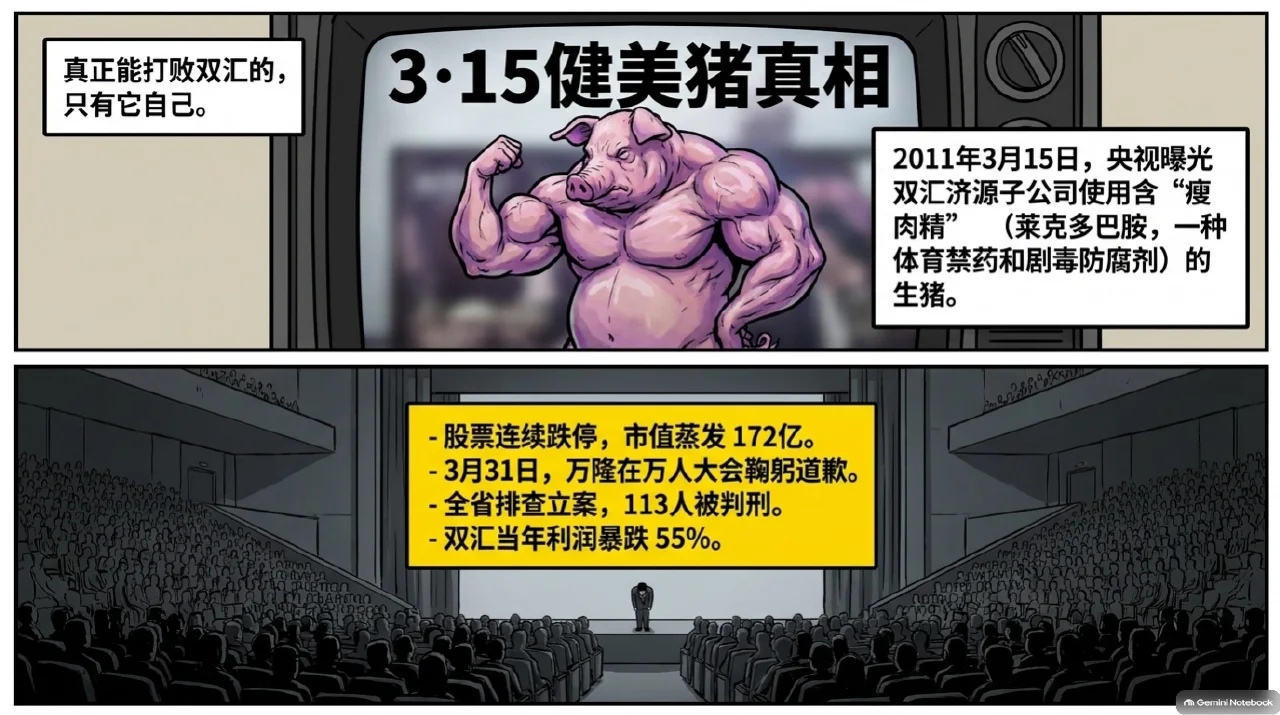 真正能打败双汇的，
只有它自己。
3·15健美猪真相
2011年3月15日，央视曝光
双汇济源子公司使用含“瘦
肉精” （莱克多巴胺，一种
体育禁药和剧毒防腐剂）的
生猪。
- 股票连续跌停，市值蒸发 172亿。
- 3月31日，万隆在万人大会鞠躬道歉。
- 全省排查立案，113人被判刑。
- 双汇当年利润暴跌 55%。
Gemini Notebook